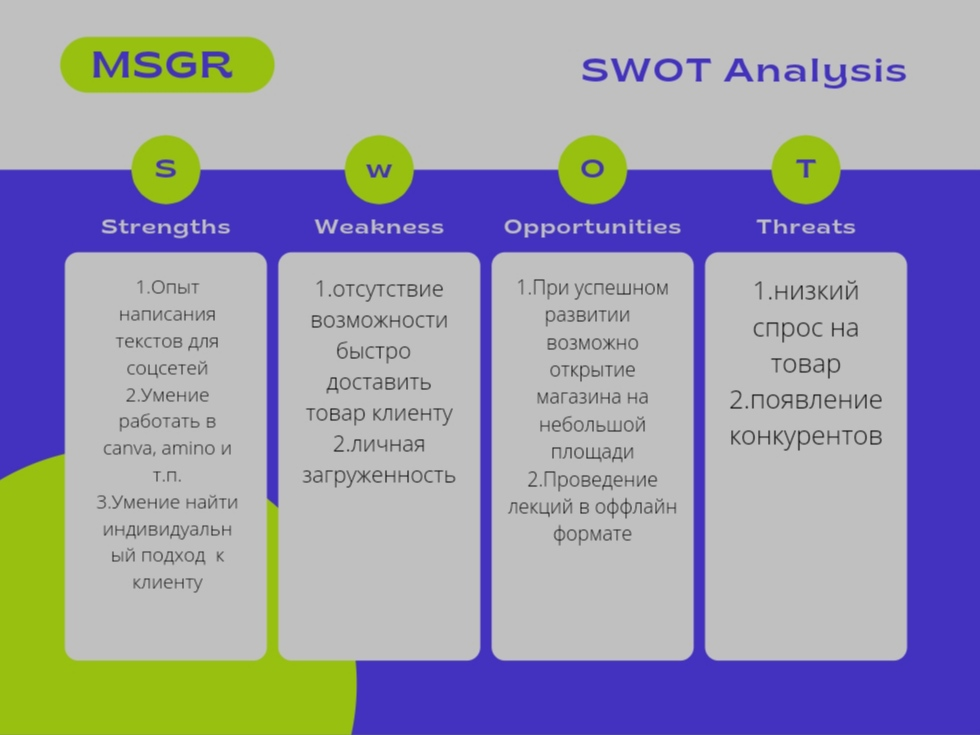 MSGR
SWOT Analysis
S
Strengths
1.Опыт
написания
текстов для
соцсетей
2.Умение
работать в
canva, amino и
т.п.
3.Умение найти
индивидуальн
ый подход к
клиенту
w
Weakness
1.отсутствие
возможности
быстро
доставить
товар клиенту
2.личная
загруженность
O
Opportunities
1.При успешном
развитии
возможно
открытие
магазина на
небольшой
площади
2.Проведение
лекций в оффлайн
формате
T
Threats
1.низкий
спрос на
товар
2.появление
конкурентов